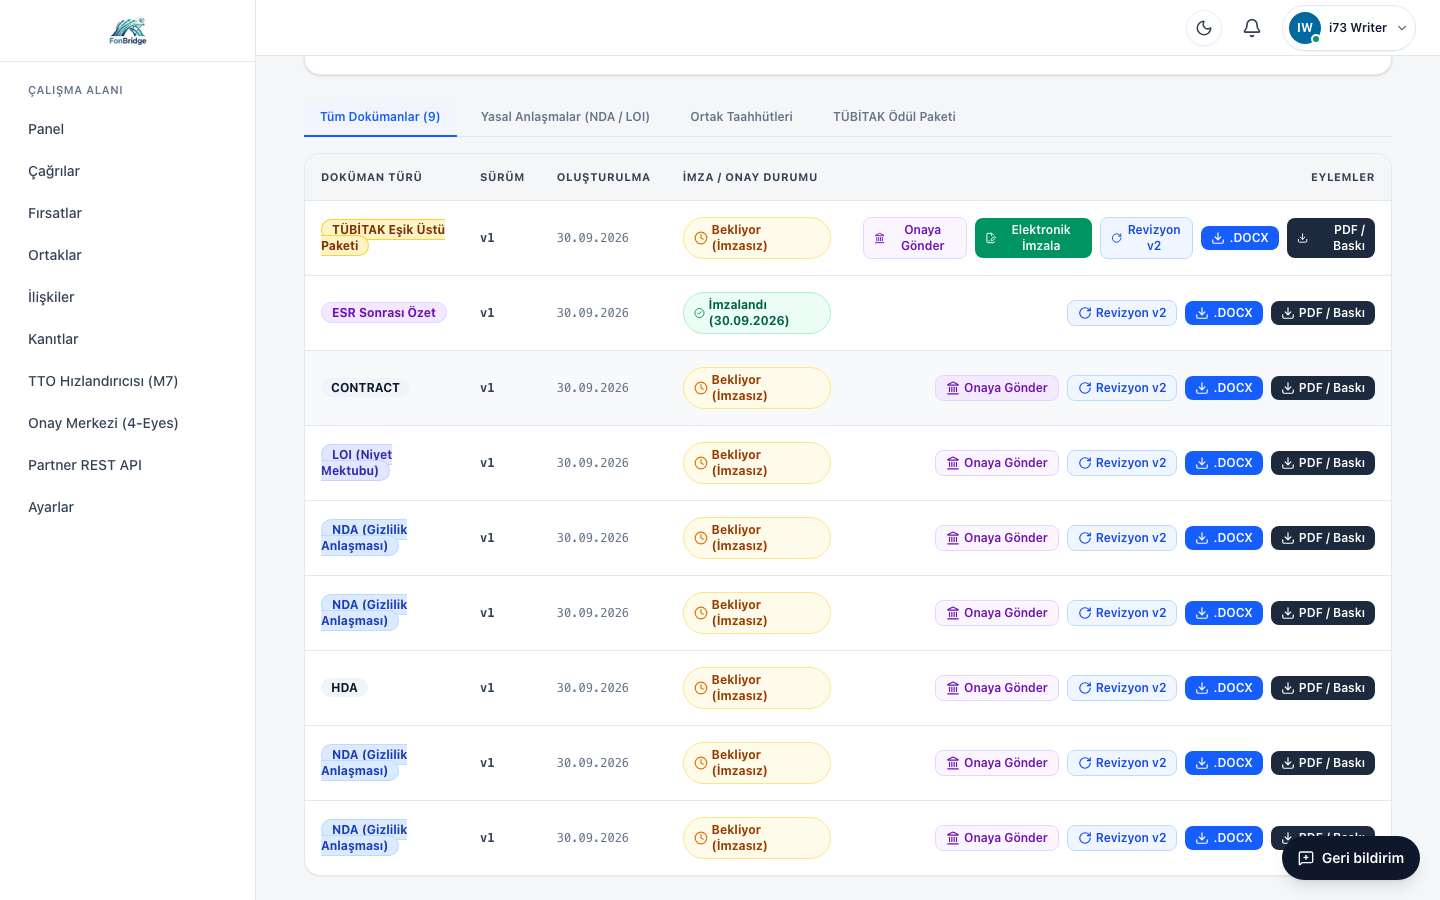 FonBridge
IW
i73 Writer
ÇALIŞMA ALANI
Panel
Çağrılar
Fırsatlar
Ortaklar
İlişkiler
Kanıtlar
TTO Hızlandırıcısı (M7)
Onay Merkezi (4-Eyes)
Partner REST API
Ayarlar
Tüm Dokümanlar (9)
Yasal Anlaşmalar (NDA / LOI)
Ortak Taahhütleri
TÜBİTAK Ödül Paketi
DOKÜMAN TÜRÜ
SÜRÜM
OLUŞTURULMA
İMZA / ONAY DURUMU
EYLEMLER
TÜBİTAK Eşik Üstü
Paketi
v1
30.09.2026
Bekliyor
(İmzasız)
Onaya
Gönder
Elektronik
İmzala
Revizyon
v2
.DOCX
PDF /
Baskı
ESR Sonrası Özet
v1
30.09.2026
İmzalandı
(30.09.2026)
Revizyon v2
.DOCX
PDF / Baskı
CONTRACT
v1
30.09.2026
Bekliyor
(İmzasız)
Onaya Gönder
Revizyon v2
.DOCX
PDF / Baskı
LOI (Niyet
Mektubu)
v1
30.09.2026
Bekliyor
(İmzasız)
Onaya Gönder
Revizyon v2
.DOCX
PDF / Baskı
NDA (Gizlilik
Anlaşması)
v1
30.09.2026
Bekliyor
(İmzasız)
Onaya Gönder
Revizyon v2
.DOCX
PDF / Baskı
NDA (Gizlilik
Anlaşması)
v1
30.09.2026
Bekliyor
(İmzasız)
Onaya Gönder
Revizyon v2
.DOCX
PDF / Baskı
HDA
v1
30.09.2026
Bekliyor
(İmzasız)
Onaya Gönder
Revizyon v2
.DOCX
PDF / Baskı
NDA (Gizlilik
Anlaşması)
v1
30.09.2026
Bekliyor
(İmzasız)
Onaya Gönder
Revizyon v2
.DOCX
PDF / Baskı
NDA (Gizlilik
Anlaşması)
v1
30.09.2026
Bekliyor
(İmzasız)
Onaya Gönder
Revizyon v2
.DOCX
PDF / Baskı
Geri bildirim